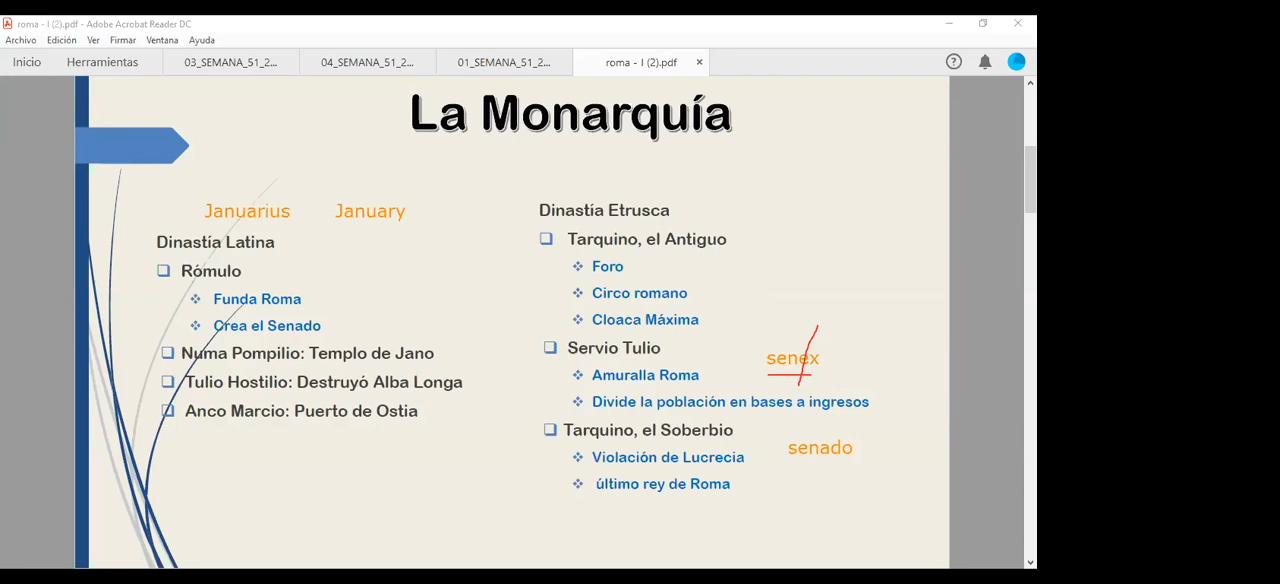 roma - I (2).pdf - Adobe Acrobat Reader DC
Archivo Edición Ver Firmar Ventana Ayuda
Inicio Herramientas 03_SEMANA_51_2... 04_SEMANA_51_2... 01_SEMANA_51_2... roma - I (2).pdf ×
La Monarquía
Januarius January
Dinastía Latina
Rómulo
Funda Roma
Crea el Senado
Numa Pompilio: Templo de Jano
Tulio Hostilio: Destruyó Alba Longa
Anco Marcio: Puerto de Ostia
Dinastía Etrusca
Tarquino, el Antiguo
Foro
Circo romano
Cloaca Máxima
Servio Tulio
senex
Amuralla Roma
Divide la población en bases a ingresos
Tarquino, el Soberbio
senado
Violación de Lucrecia
último rey de Roma